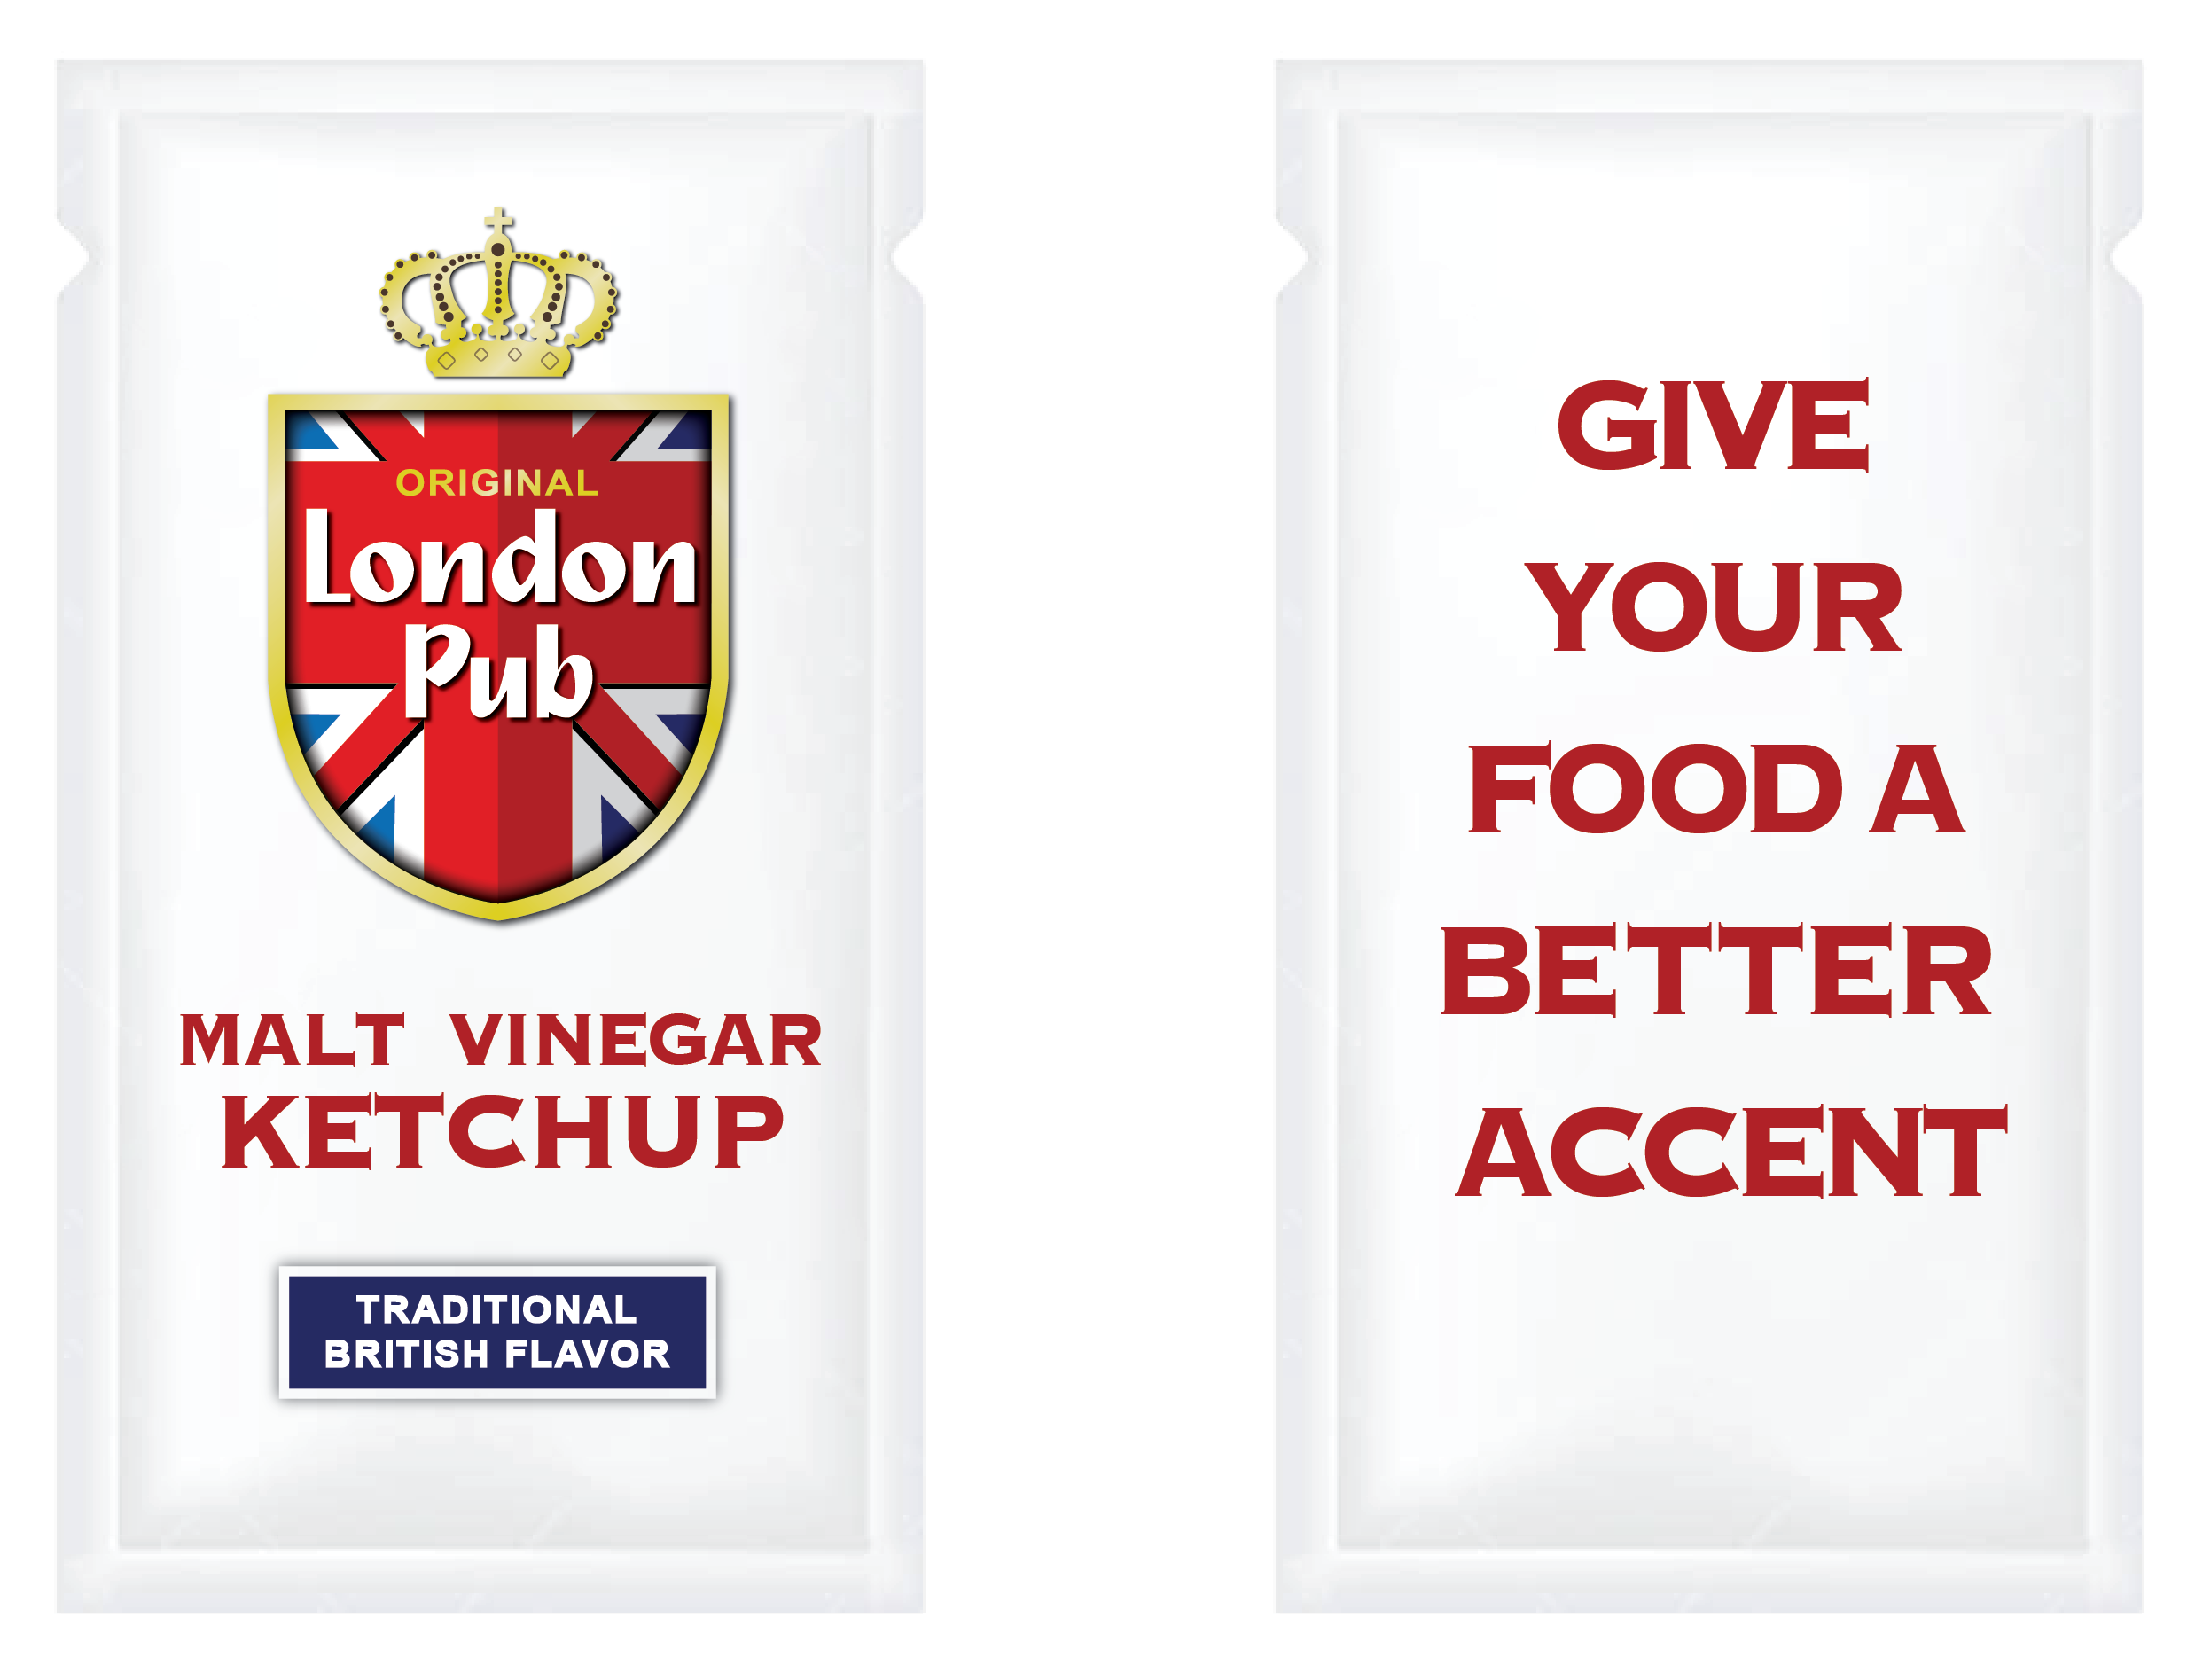 ORIGINAL
London
Pub
MALT VINEGAR
KETCHUP
TRADITIONAL
BRITISH FLAVOR
GIVE
YOUR
FOOD A
BETTER
ACCENT